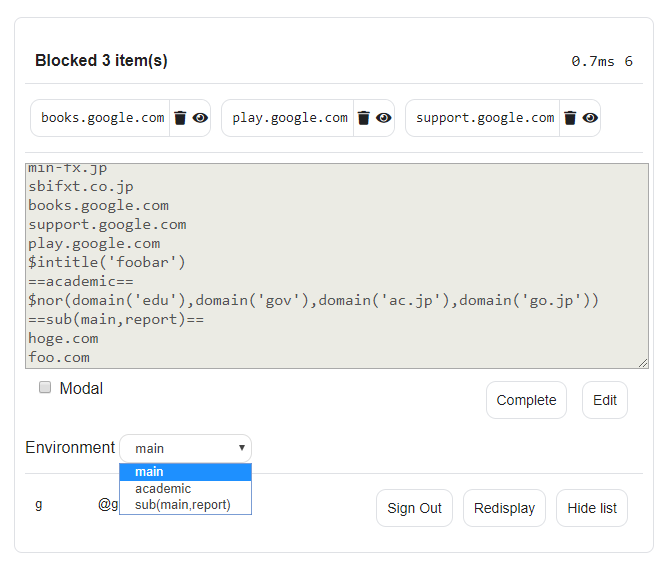 Blocked 3 item(s)
0.7ms 6
books.google.com
play.google.com
support.google.com
min-fx.jp
sbifxt.co.jp
books.google.com
support.google.com
play.google.com
$intitle('foobar')
==academic==
$nor(domain('edu'),domain('gov'),domain('ac.jp'),domain('go.jp'))
==sub(main,report)==
hoge.com
foo.com
Modal
Complete
Edit
Environment main
main
academic
sub(main,report)
g @g
Sign Out
Redisplay
Hide list